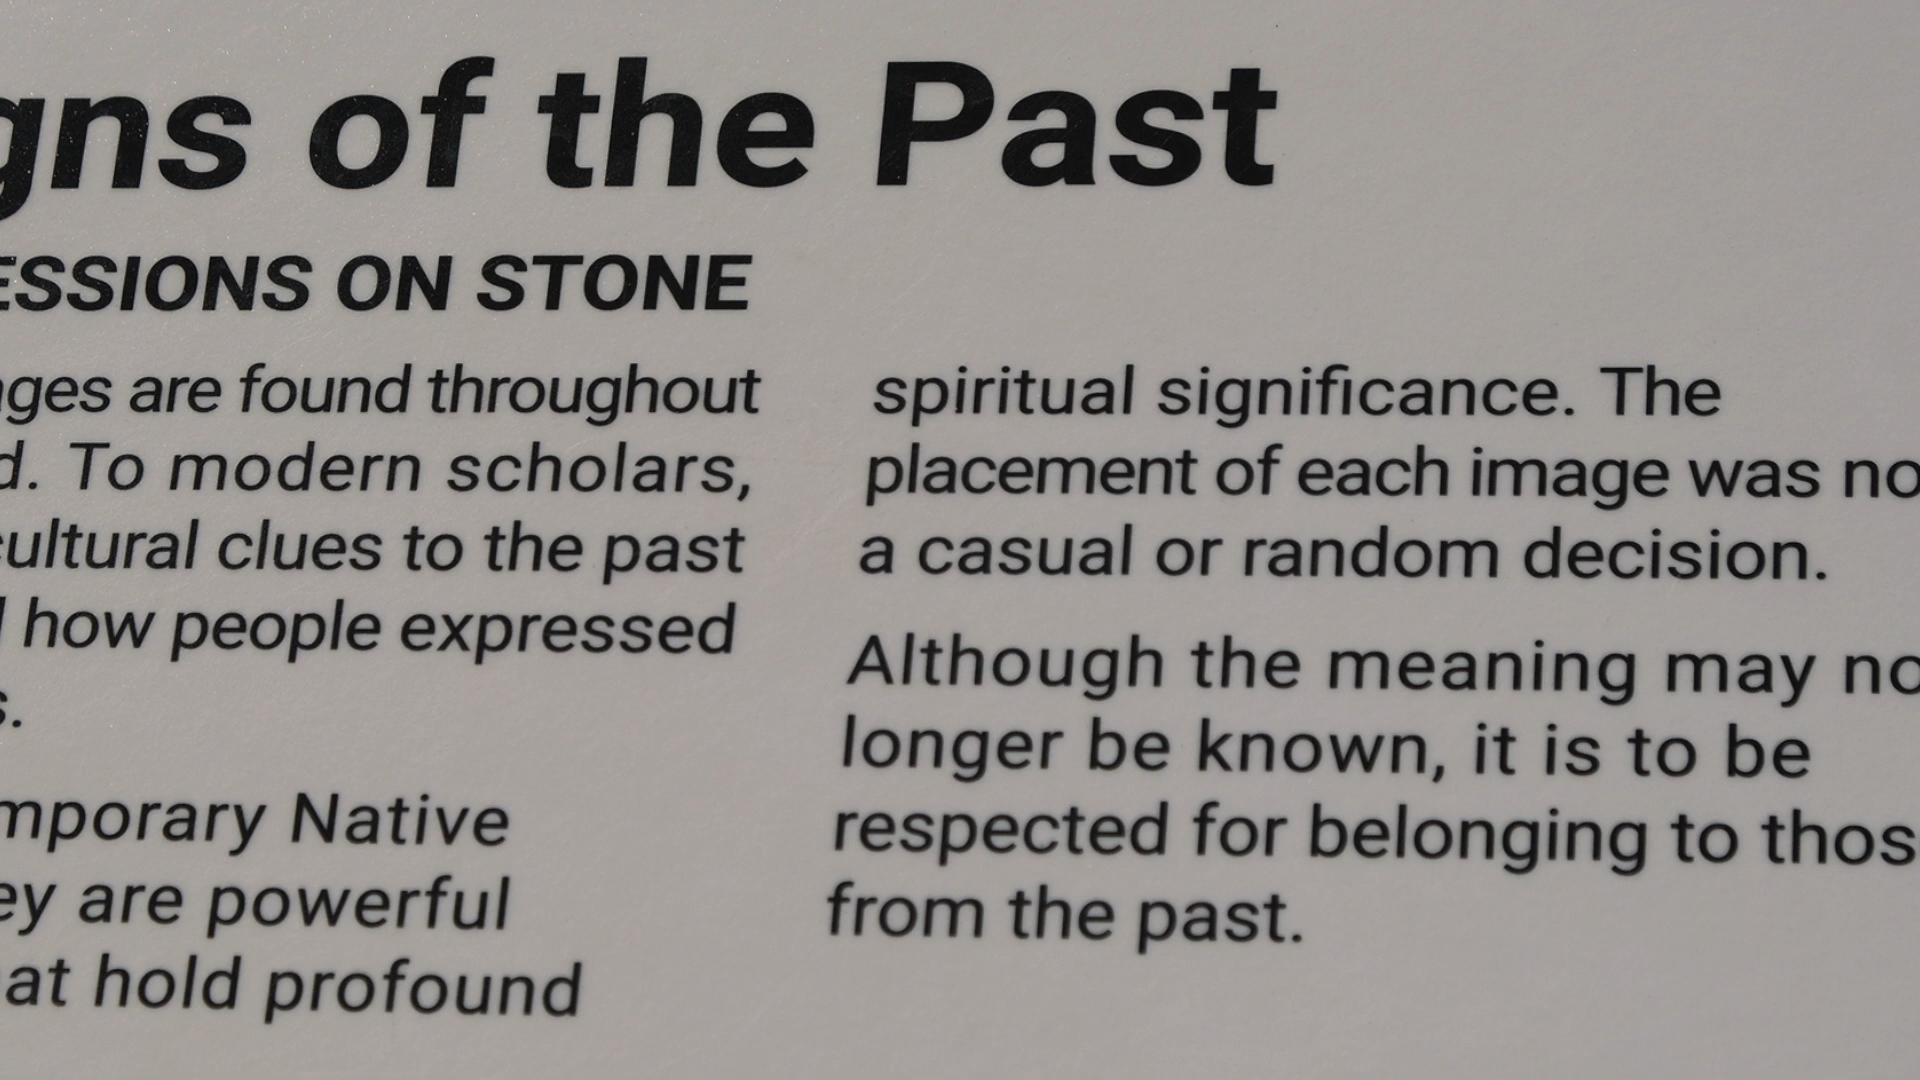 gns of the Past
ESSIONS ON STONE
ages are found throughout
d. To modern scholars,
cultural clues to the past
how people expressed
s.
mporary Native
ey are powerful
at hold profound
spiritual significance. The
placement of each image was no
a casual or random decision.
Although the meaning may no
longer be known, it is to be
respected for belonging to thos
from the past.